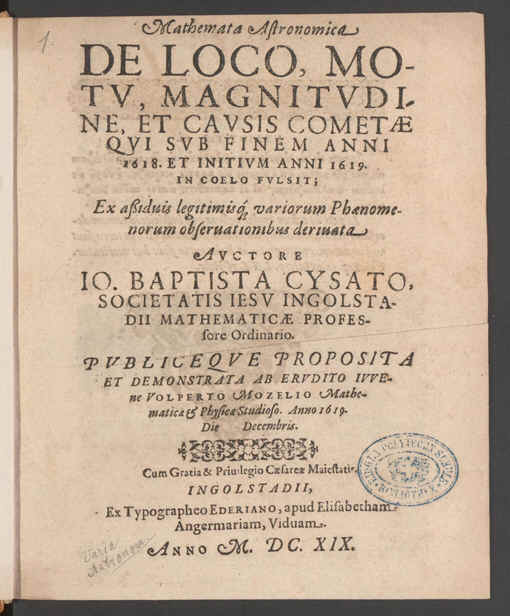 1.
Mathemata Astronomica
DE LOCO, MO-
TV, MAGNITVDI-
NE, ET CAVSIS COMETÆ
QVI SVB FINEM ANNI
1618. ET INITIVM ANNI 1619.
IN COELO FVLSIT;
Ex aßiduis legitimisq́; variorum Phænome-
norum obſeruationibus deriuata
AVCTORE
IO. BAPTISTA CYSATO,
SOCIETATIS IESV INGOLSTA-
DII MATHEMATICÆ PROFES-
ſore Ordinario.
PVBLICEQVE PROPOSITA
ET DEMONSTRATA AB ERVDITO IVVE-
ne VOLPERTO MOZELIO Mathe-
maticæ & Phyſicæ Studioſo. Anno 1619.
Die Decembris.
Cum Gratia & Priuilegio Cæſareæ Maieſtatis.
INGOLSTADII,
Ex Typographeo EDERIANO, apud Eliſabetham
Angermariam, Viduam.
ANNO M. DC. XIX.
Varia
Astronom